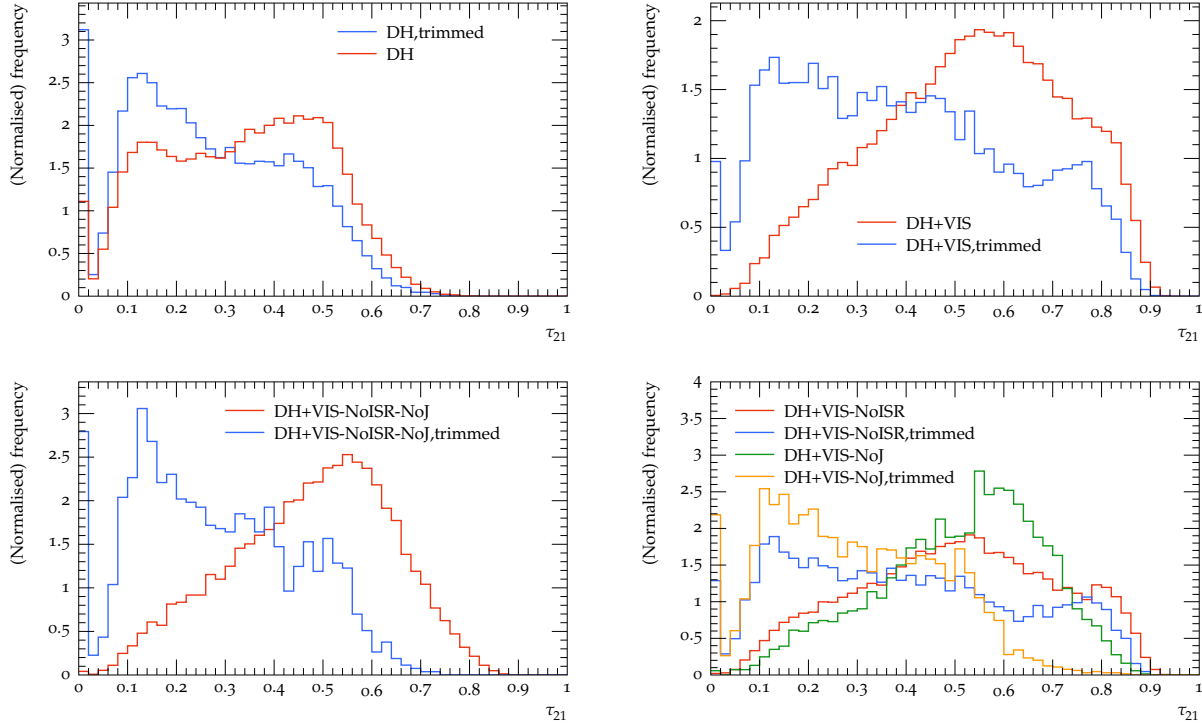 (Normalised) frequency
3
2.5
2
1.5
1
0.5
0
DH,trimmed
DH
0 0.1 0.2 0.3 0.4 0.5 0.6 0.7 0.8 0.9 1
τ21
(Normalised) frequency
2
1.5
1
0.5
0
DH+VIS
DH+VIS,trimmed
0 0.1 0.2 0.3 0.4 0.5 0.6 0.7 0.8 0.9 1
τ21
(Normalised) frequency
3
2.5
2
1.5
1
0.5
0
DH+VIS-NoISR-NoJ
DH+VIS-NoISR-NoJ,trimmed
0 0.1 0.2 0.3 0.4 0.5 0.6 0.7 0.8 0.9 1
τ21
(Normalised) frequency
4
3.5
3
2.5
2
1.5
1
0.5
0
DH+VIS-NoISR
DH+VIS-NoISR,trimmed
DH+VIS-NoJ
DH+VIS-NoJ,trimmed
0 0.1 0.2 0.3 0.4 0.5 0.6 0.7 0.8 0.9 1
τ21